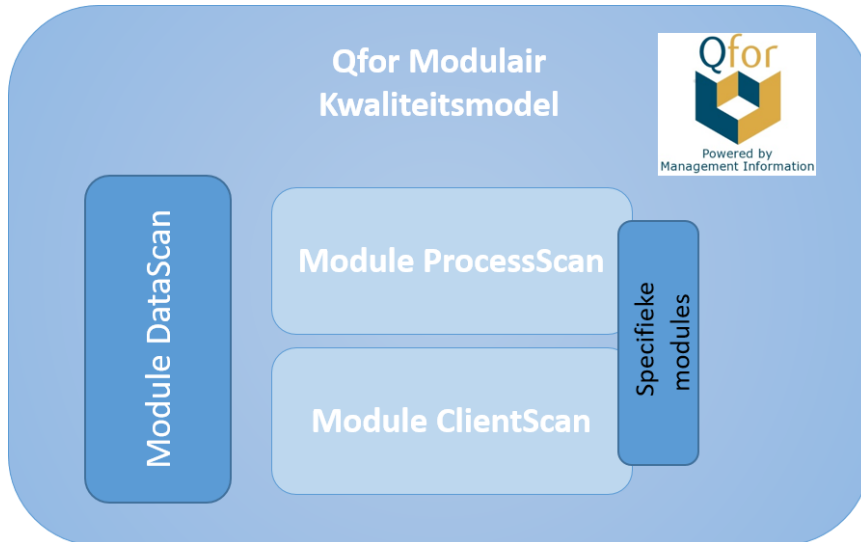 Qfor Modulair
Kwaliteitsmodel
Qfor
Powered by
Management Information
Module DataScan
Module ProcessScan
Module ClientScan
Specifieke
modules